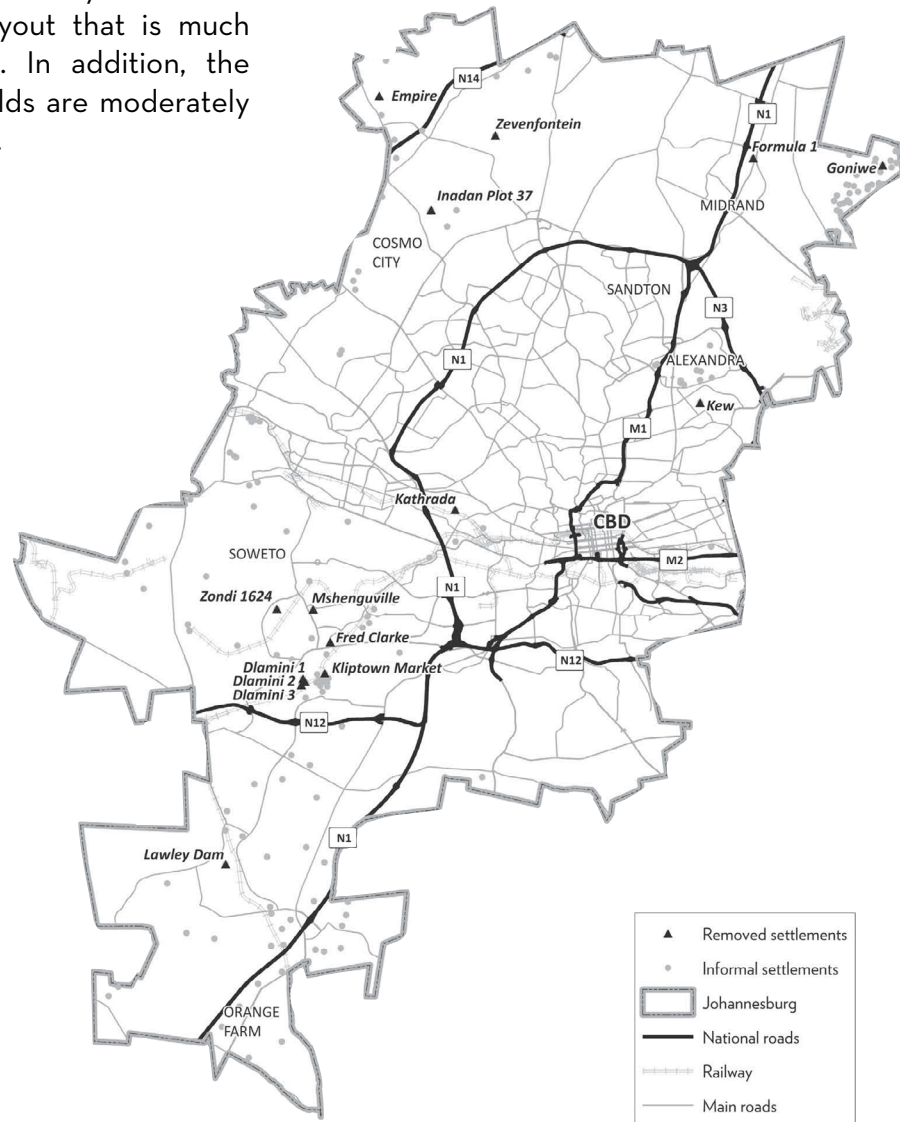 yout that is much
. In addition, the
lds are moderately
N14
Empire
Zevenfontein
N1
Formula 1
Goniwe
Inadan Plot 37
MIDRAND
COSMO
CITY
SANDTON
N3
N1
ALEXANDRA
Kew
M1
Kathrada
CBD
SOWETO
M2
N1
Zondi 1624
Mshenguville
Fred Clarke
N12
Dlamini 1
Kliptown Market
Dlamini 2
Dlamini 3
N12
N1
Lawley Dam
ORANGE
FARM
Removed settlements
Informal settlements
Johannesburg
National roads
Railway
Main roads